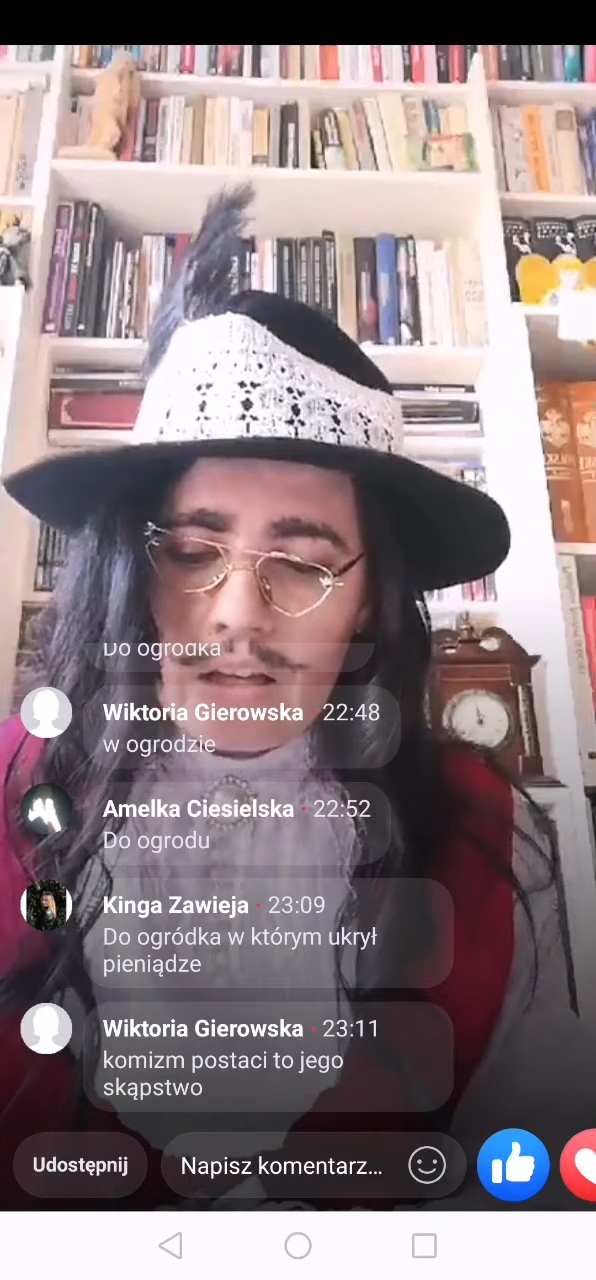 Do ogródka
Wiktoria Gierowska · 22:48
w ogrodzie
Amelka Ciesielska · 22:52
Do ogrodu
Kinga Zawieja · 23:09
Do ogródka w którym ukrył
pieniądze
Wiktoria Gierowska · 23:11
komizm postaci to jego
skąpstwo
Udostępnij
Napisz komentarz...